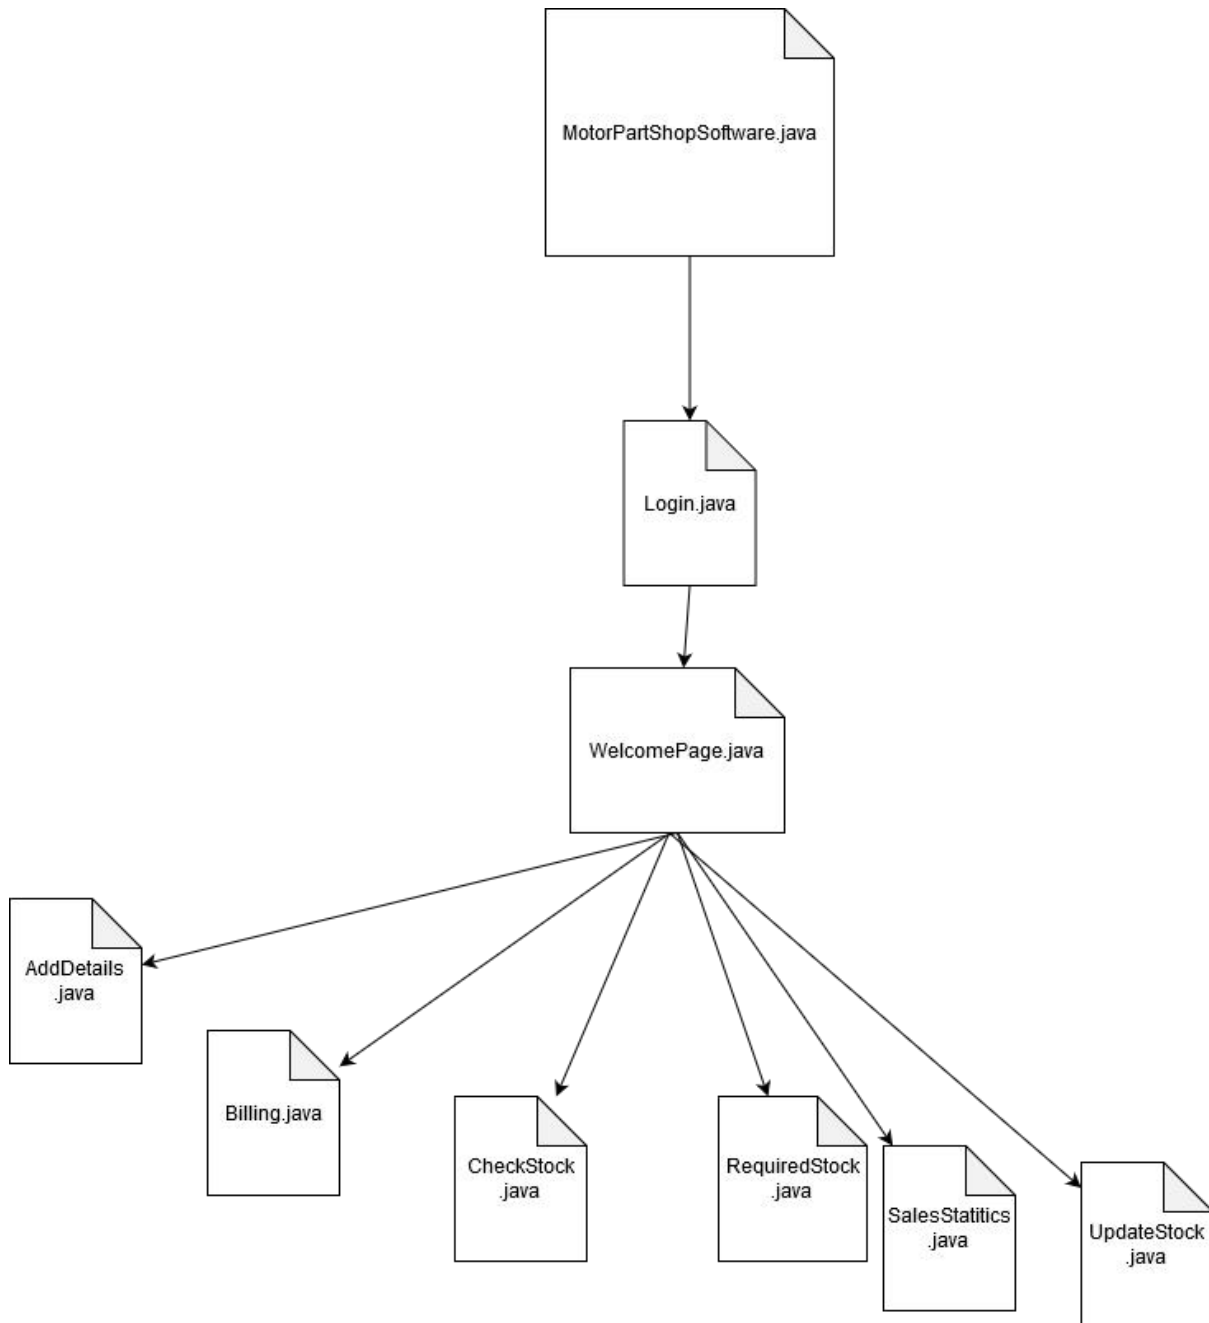 MotorPartShopSoftware.java
Login.java
WelcomePage.java
AddDetails
.java
Billing.java
CheckStock
.java
RequiredStock
.java
SalesStatitics
.java
UpdateStock
.java